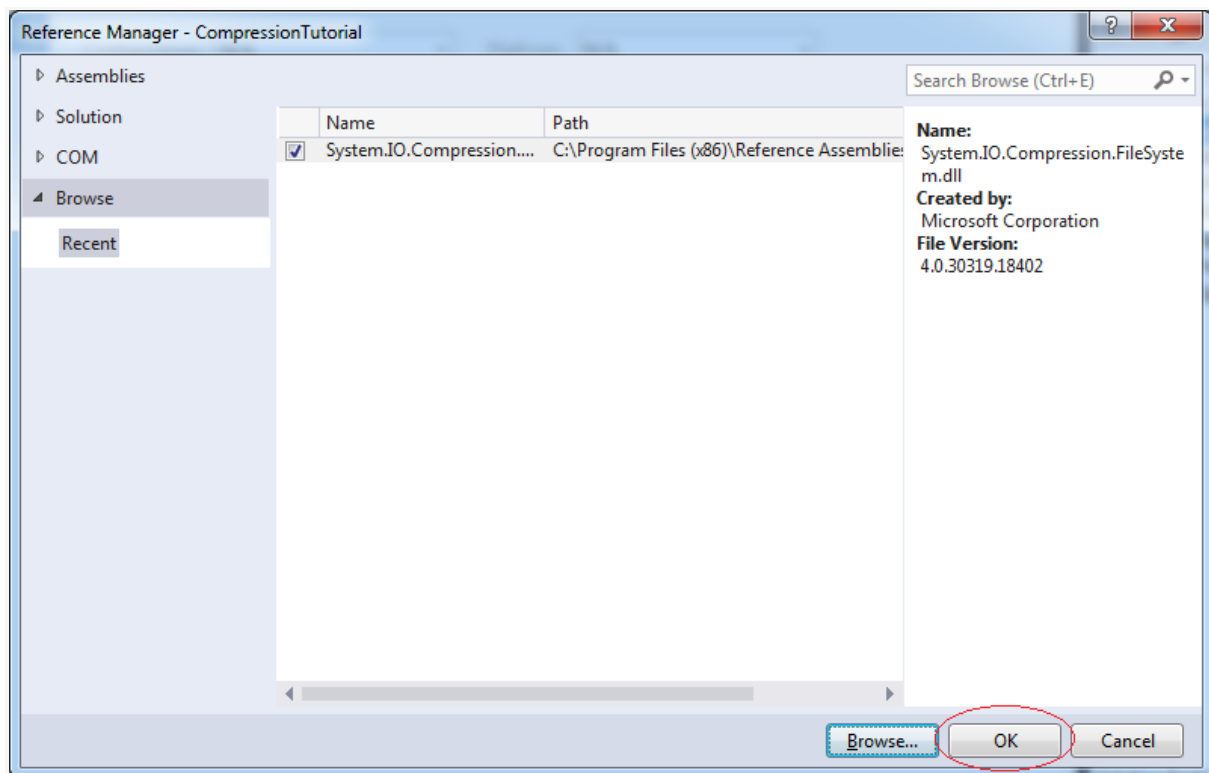 Reference Manager - CompressionTutorial
?
Assemblies
Solution
COM
Browse
Recent
Name Path
System.IO.Compression.... C:\Program Files (x86)\Reference Assemblie
Search Browse (Ctrl+E)
Name:
System.IO.Compression.FileSyste
m.dll
Created by:
Microsoft Corporation
File Version:
4.0.30319.18402
Browse... OK Cancel